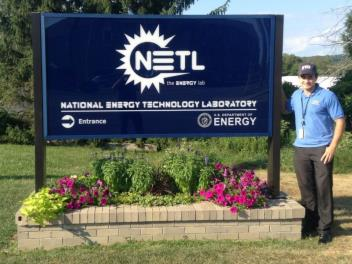 NETL
the ENERGY lab
NATIONAL ENERGY TECHNOLOGY LABORATORY
Entrance
U.S. DEPARTMENT OF
ENERGY